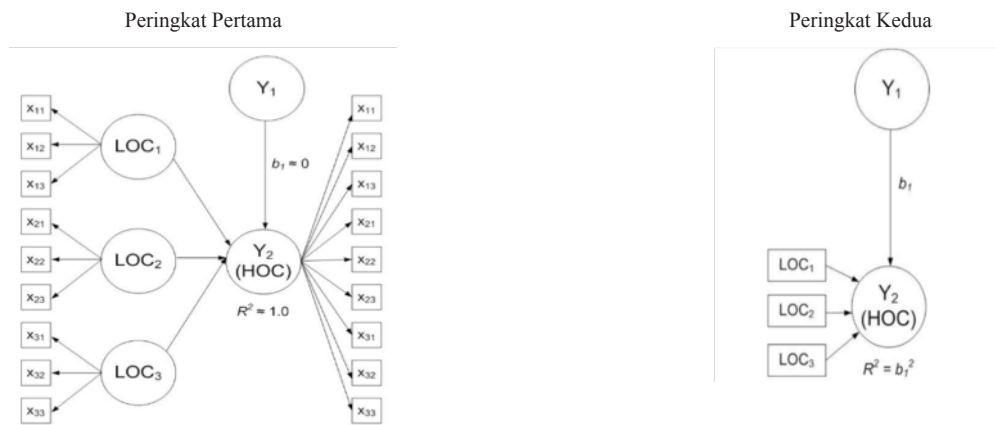 Peringkat Pertama
x₁₁
x₁₂
x₁₃
x₂₁
x₂₂
x₂₃
x₃₁
x₃₂
x₃₃
LOC₁
LOC₂
LOC₃
Y₁
b₁ ≈ 0
Y₂
(HOC)
R² ≈ 1.0
x₁₁
x₁₂
x₁₃
x₂₁
x₂₂
x₂₃
x₃₁
x₃₂
x₃₃
Peringkat Kedua
Y₁
b₁
LOC₁
LOC₂
LOC₃
Y₂
(HOC)
R² = b₁²